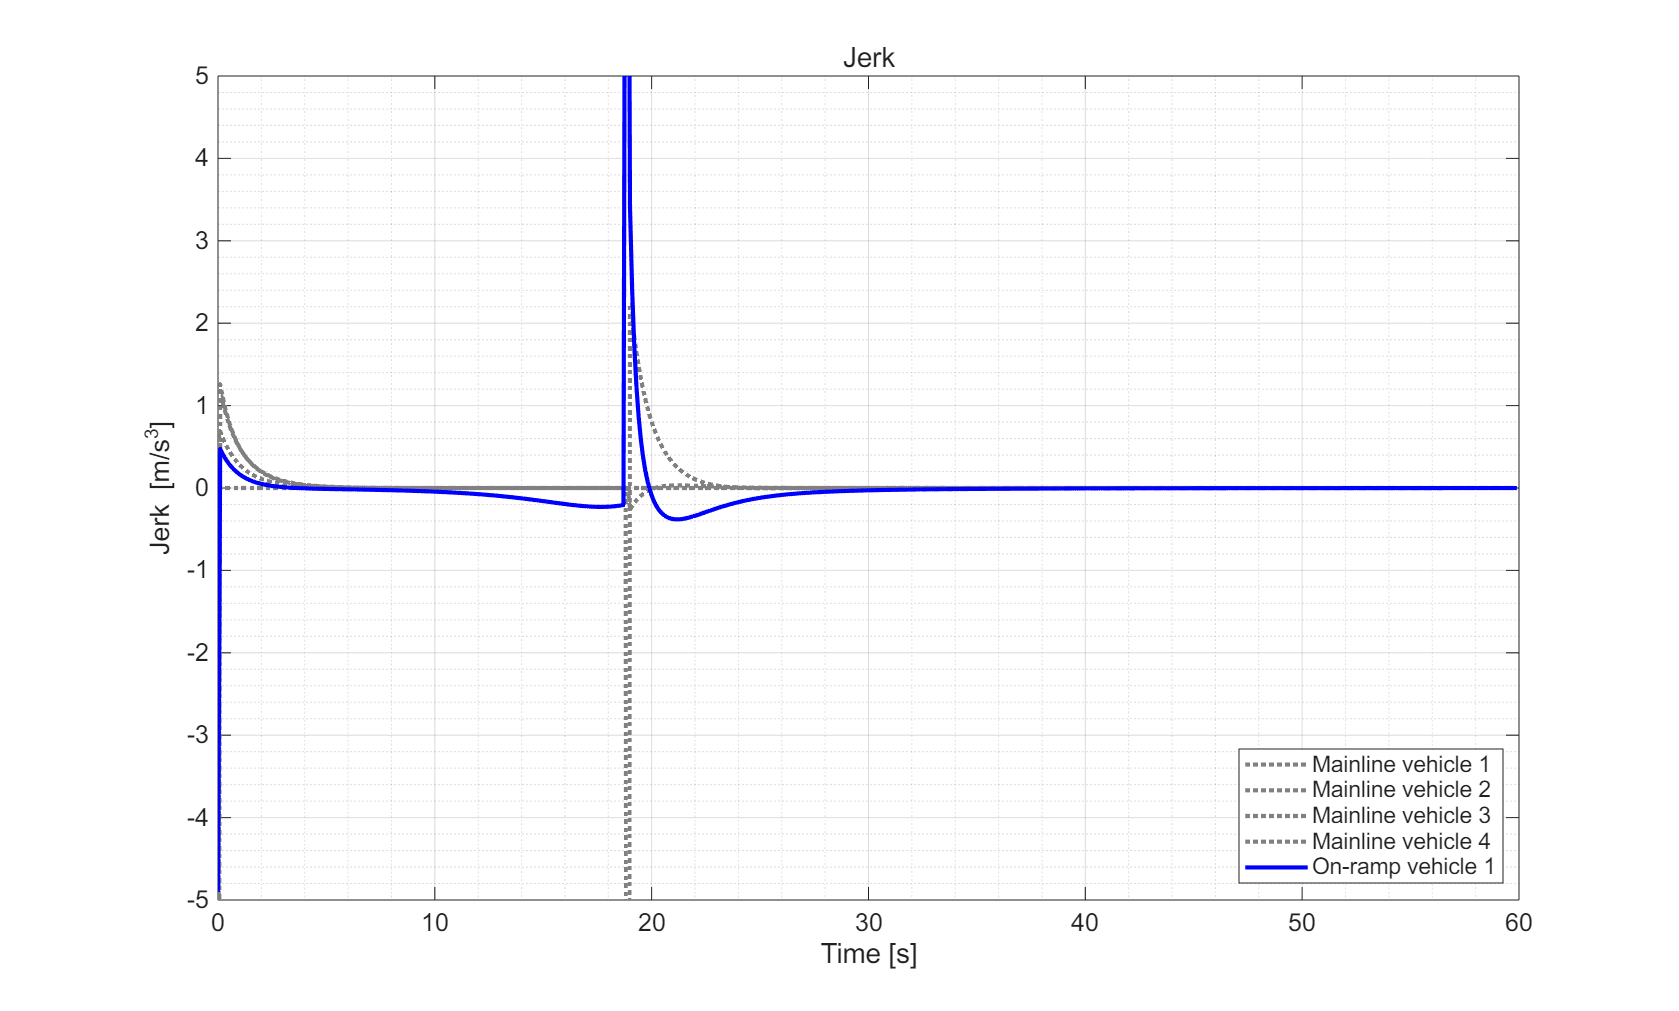 Jerk
5
4
3
2
1
0
-1
-2
-3
-4
-5
Jerk [m/s³]
0 10 20 30 40 50 60
Time [s]
Mainline vehicle 1
Mainline vehicle 2
Mainline vehicle 3
Mainline vehicle 4
On-ramp vehicle 1